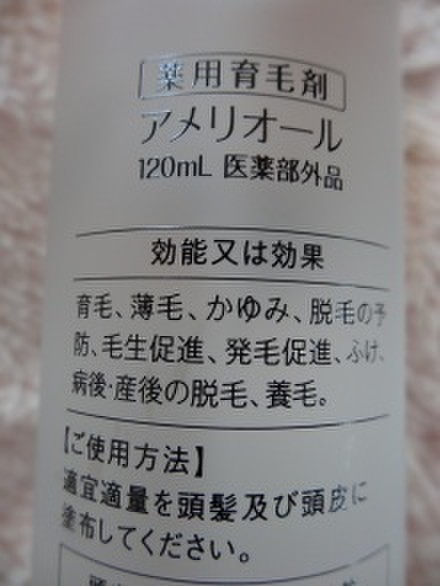 薬用育毛剤
アメリオール
120mL 医薬部外品
効能又は効果
育毛、薄毛、かゆみ、脱毛の予
防、毛生促進、発毛促進、ふけ、
病後・産後の脱毛、養毛。
【ご使用方法】
適宜適量を頭髪及び頭皮に
塗布してください。